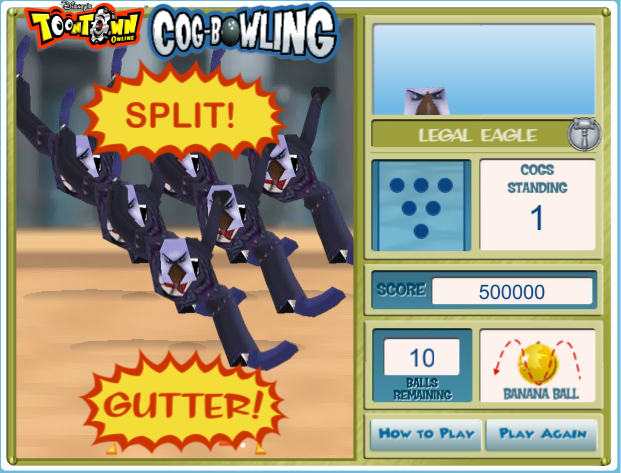 Disney's
TOONTOWN
ONLINE
COG-BOWLING
SPLIT!
LEGAL EAGLE
COGS
STANDING
1
SCORE 500000
10
BALLS
REMAINING
BANANA BALL
GUTTER!
HOW TO PLAY
PLAY AGAIN